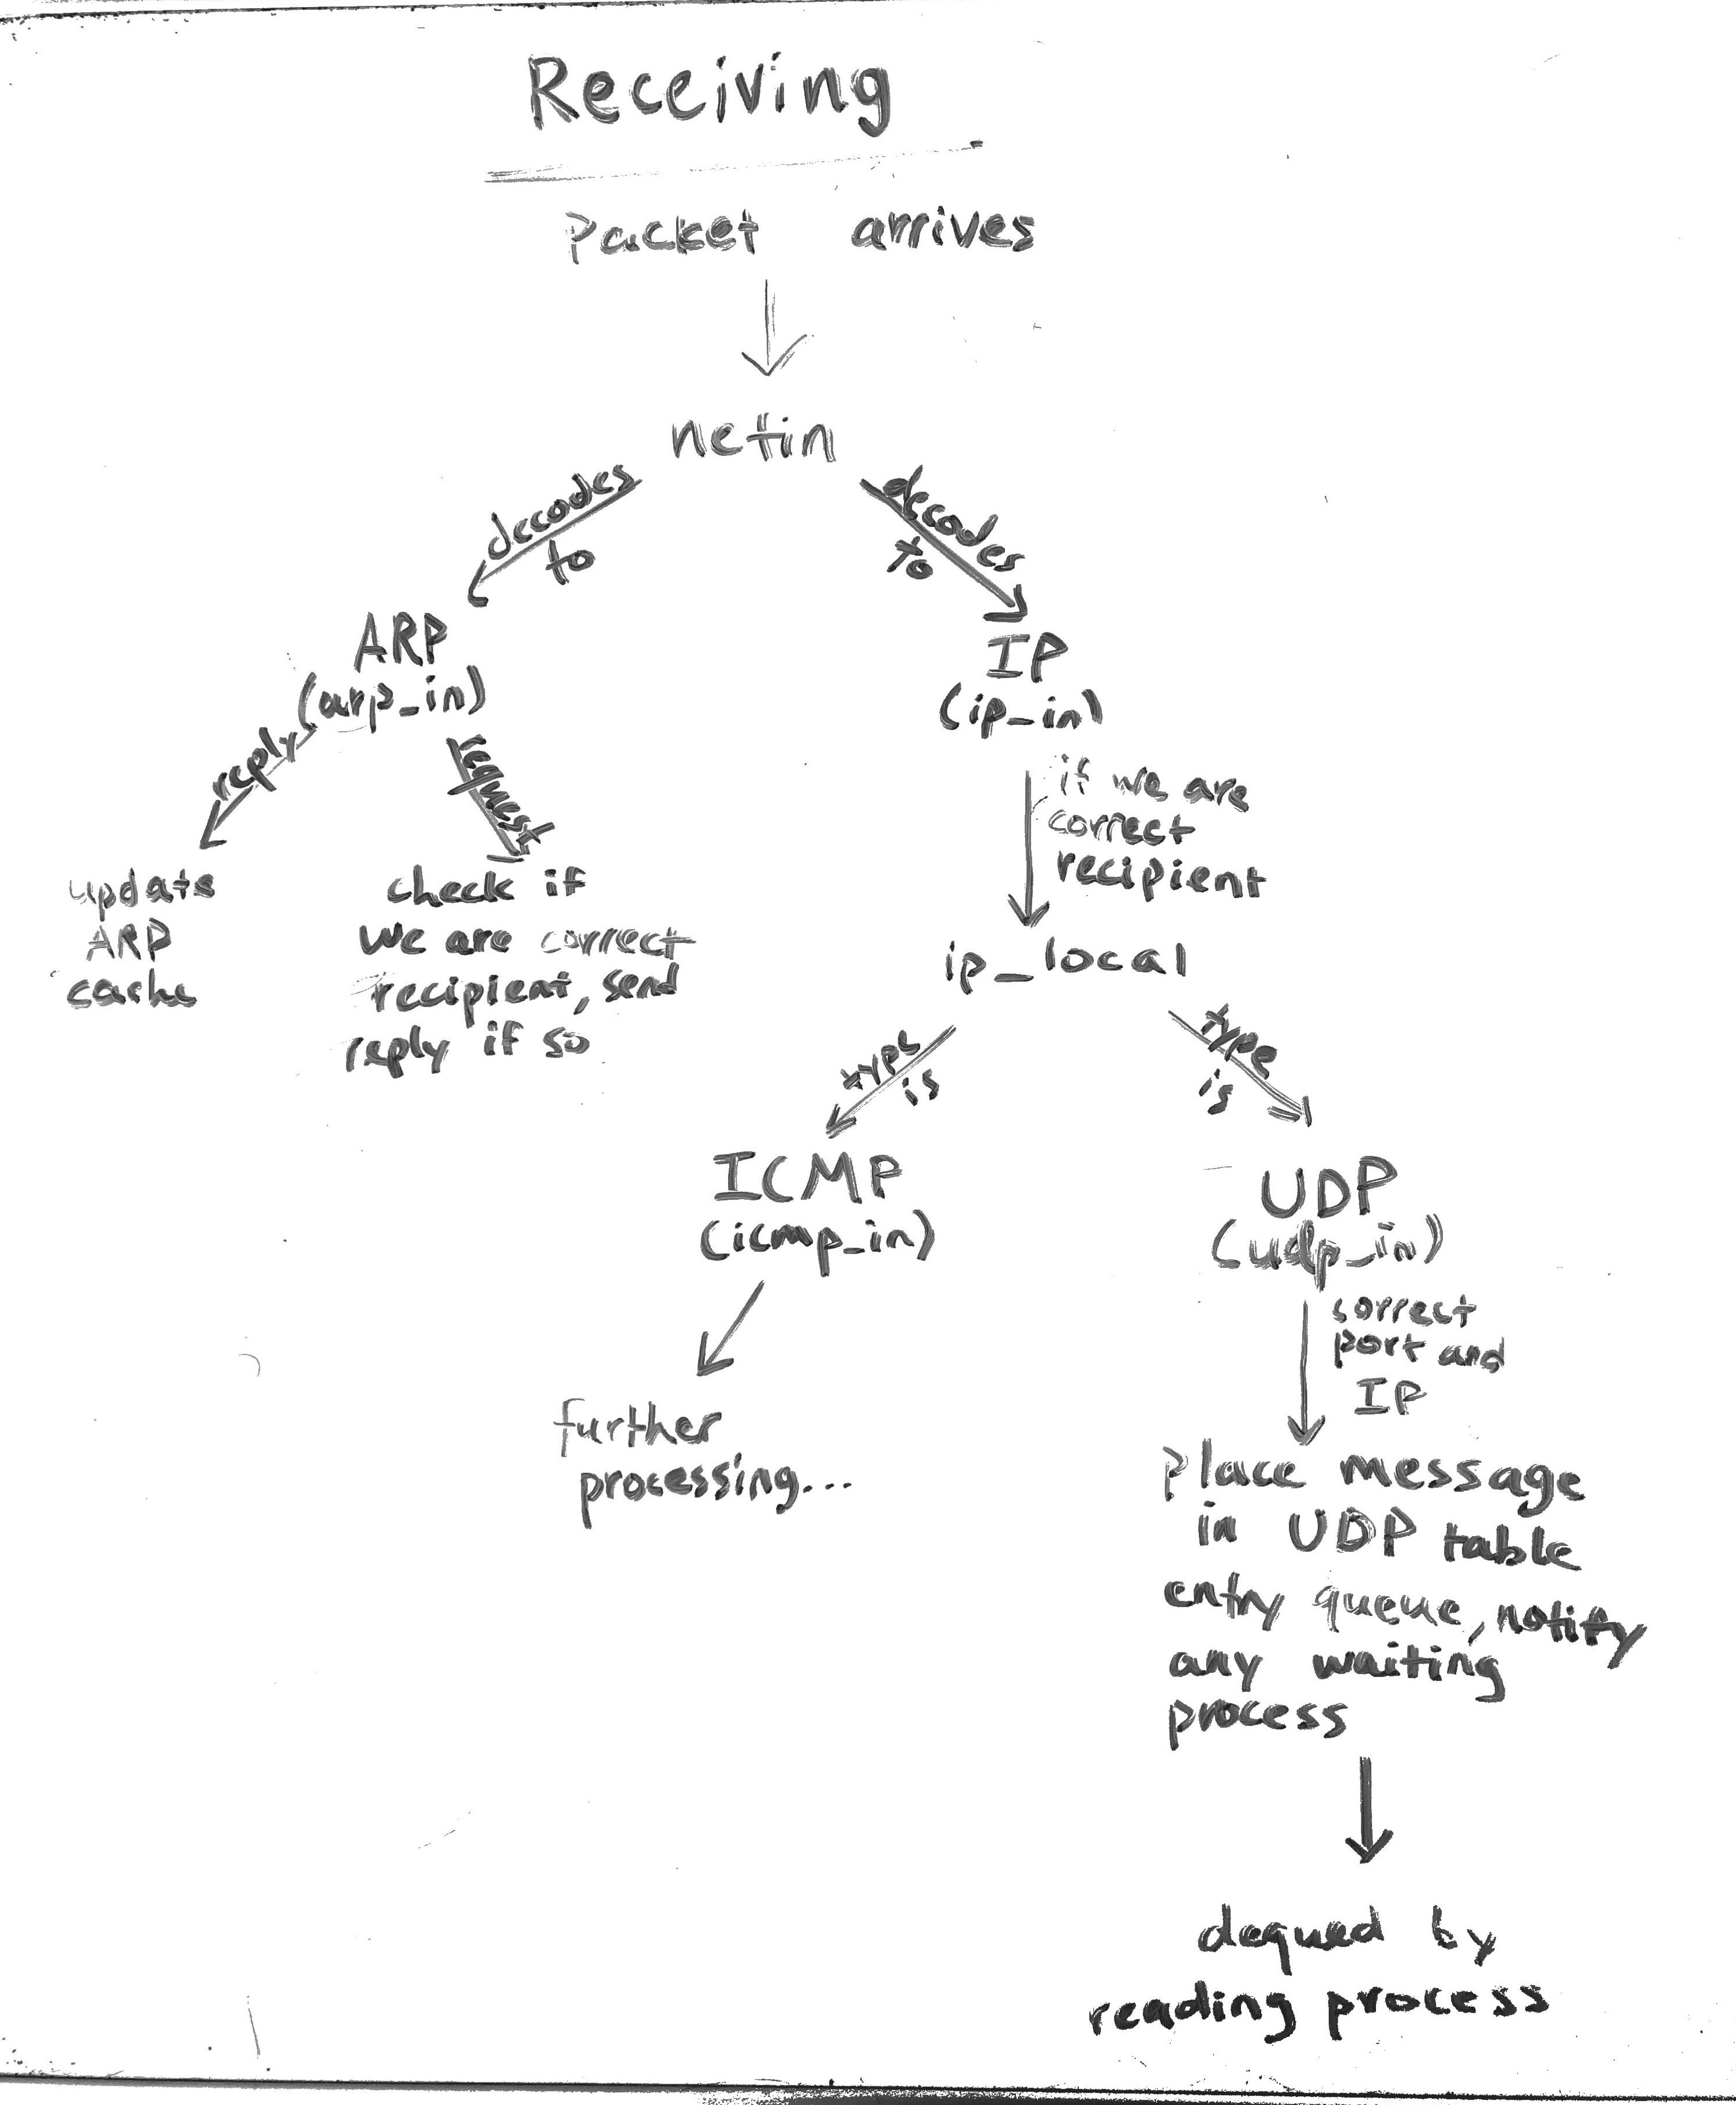 Receiving
Packet arrives
netin
decodes
to
decodes
to
ARP
(arp_in)
IP
(ip_in)
reply
request
if we are
correct
recipient
update
ARP
cache
check if
we are correct
recipient, send
reply if so
ip_local
type
is
type
is
ICMP
(icmp_in)
UDP
(udp_in)
correct
port and
IP
further
processing...
place message
in UDP table
entry queue, notify
any waiting
process
dequed by
reading process